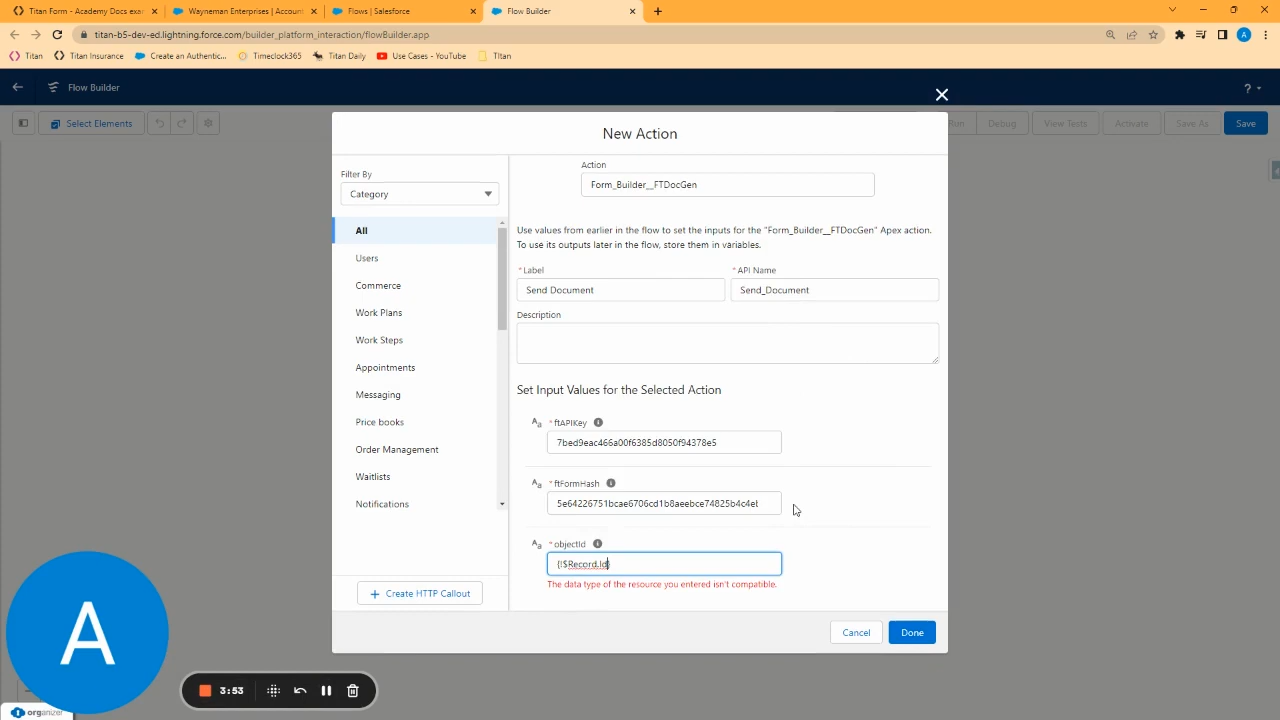 Titan Form - Academy Docs exa
Wayneman Enterprises | Account
Flows | Salesforce
Flow Builder
titan-b5-dev-ed.lightning.force.com/builder_platform_interaction/flowBuilder.app
A
Titan
Titan Insurance
Create an Authentic...
Timeclock365
Titan Daily
Use Cases - YouTube
TItan
Flow Builder
?
Select Elements
Run
Debug
View Tests
Activate
Save As
Save
New Action
Filter By
Category
All
Users
Commerce
Work Plans
Work Steps
Appointments
Messaging
Price books
Order Management
Waitlists
Notifications
+ Create HTTP Callout
Action
Form_Builder__FTDocGen
Use values from earlier in the flow to set the inputs for the "Form_Builder__FTDocGen" Apex action.
To use its outputs later in the flow, store them in variables.
*Label
*API Name
Send Document
Send_Document
Description
Set Input Values for the Selected Action
Aa *ftAPIKey
7bed9eac466a00f6385d8050f94378e5
Aa *ftFormHash
5e64226751bcae6706cd1b8aeebce74825b4c4eb
Aa *objectId
{!$Record.Id}
The data type of the resource you entered isn't compatible.
Cancel
Done
A
3:53
organizer